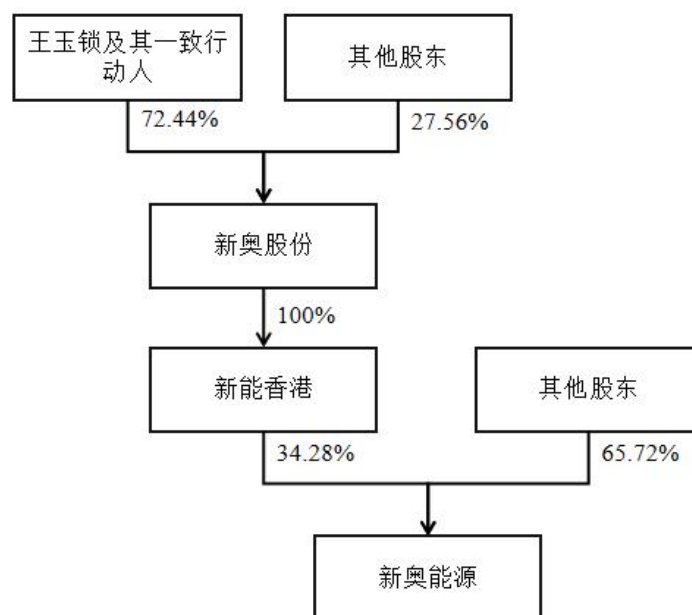 王玉锁及其一致行
动人
其他股东
72.44%
27.56%
新奥股份
100%
新能香港
其他股东
34.28%
65.72%
新奥能源